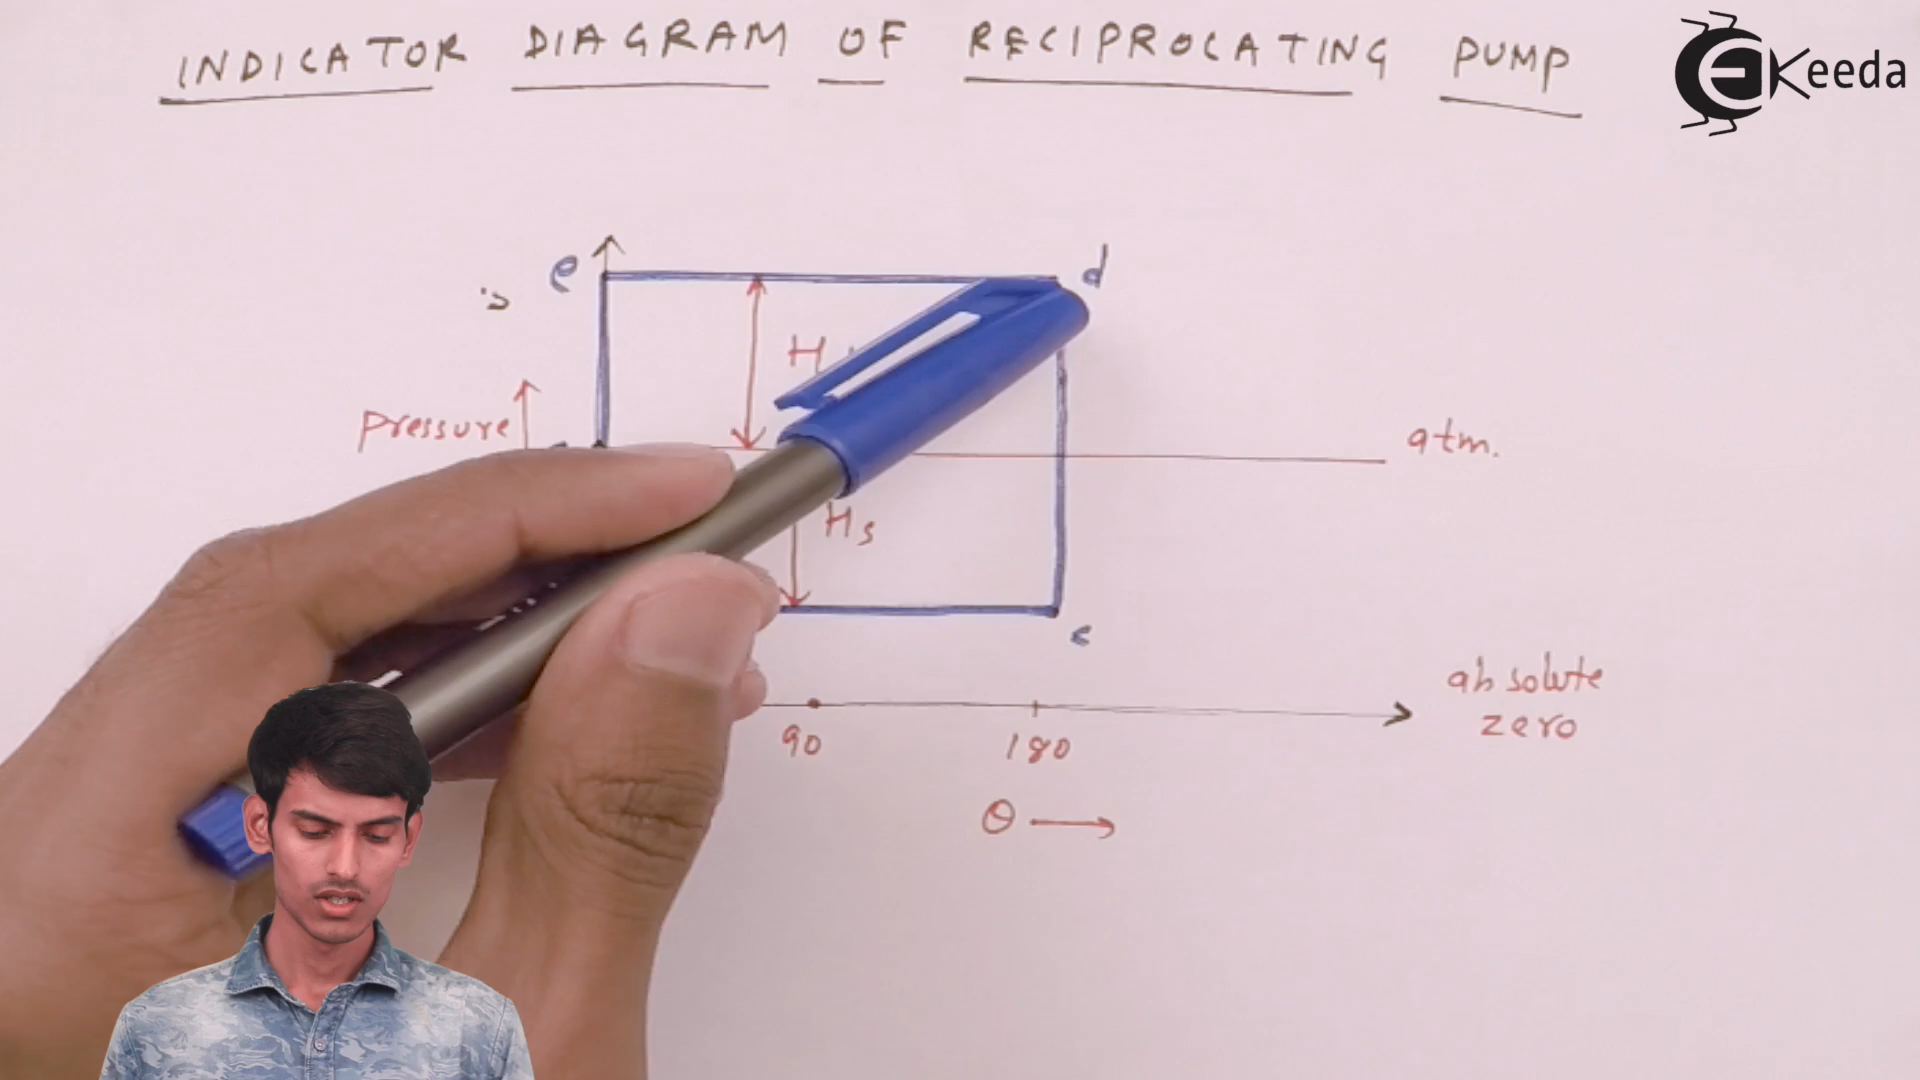 INDICATOR DIAGRAM OF RECIPROCATING PUMP
Keeda
e
d
H
Pressure
atm.
Hs
c
absolute
zero
90
180
θ